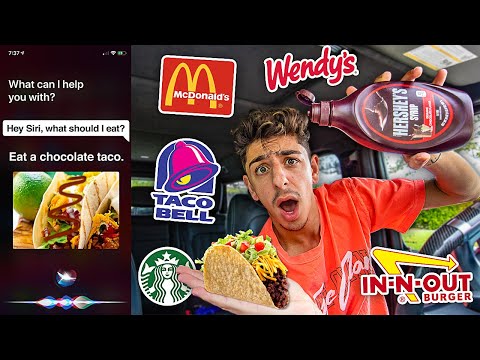 7:37
What can I help
you with?
Hey Siri, what should I eat?
Eat a chocolate taco.
McDonald's
Wendy's
HERSHEY'S
SYRUP
TACO
BELL
IN-N-OUT
BURGER